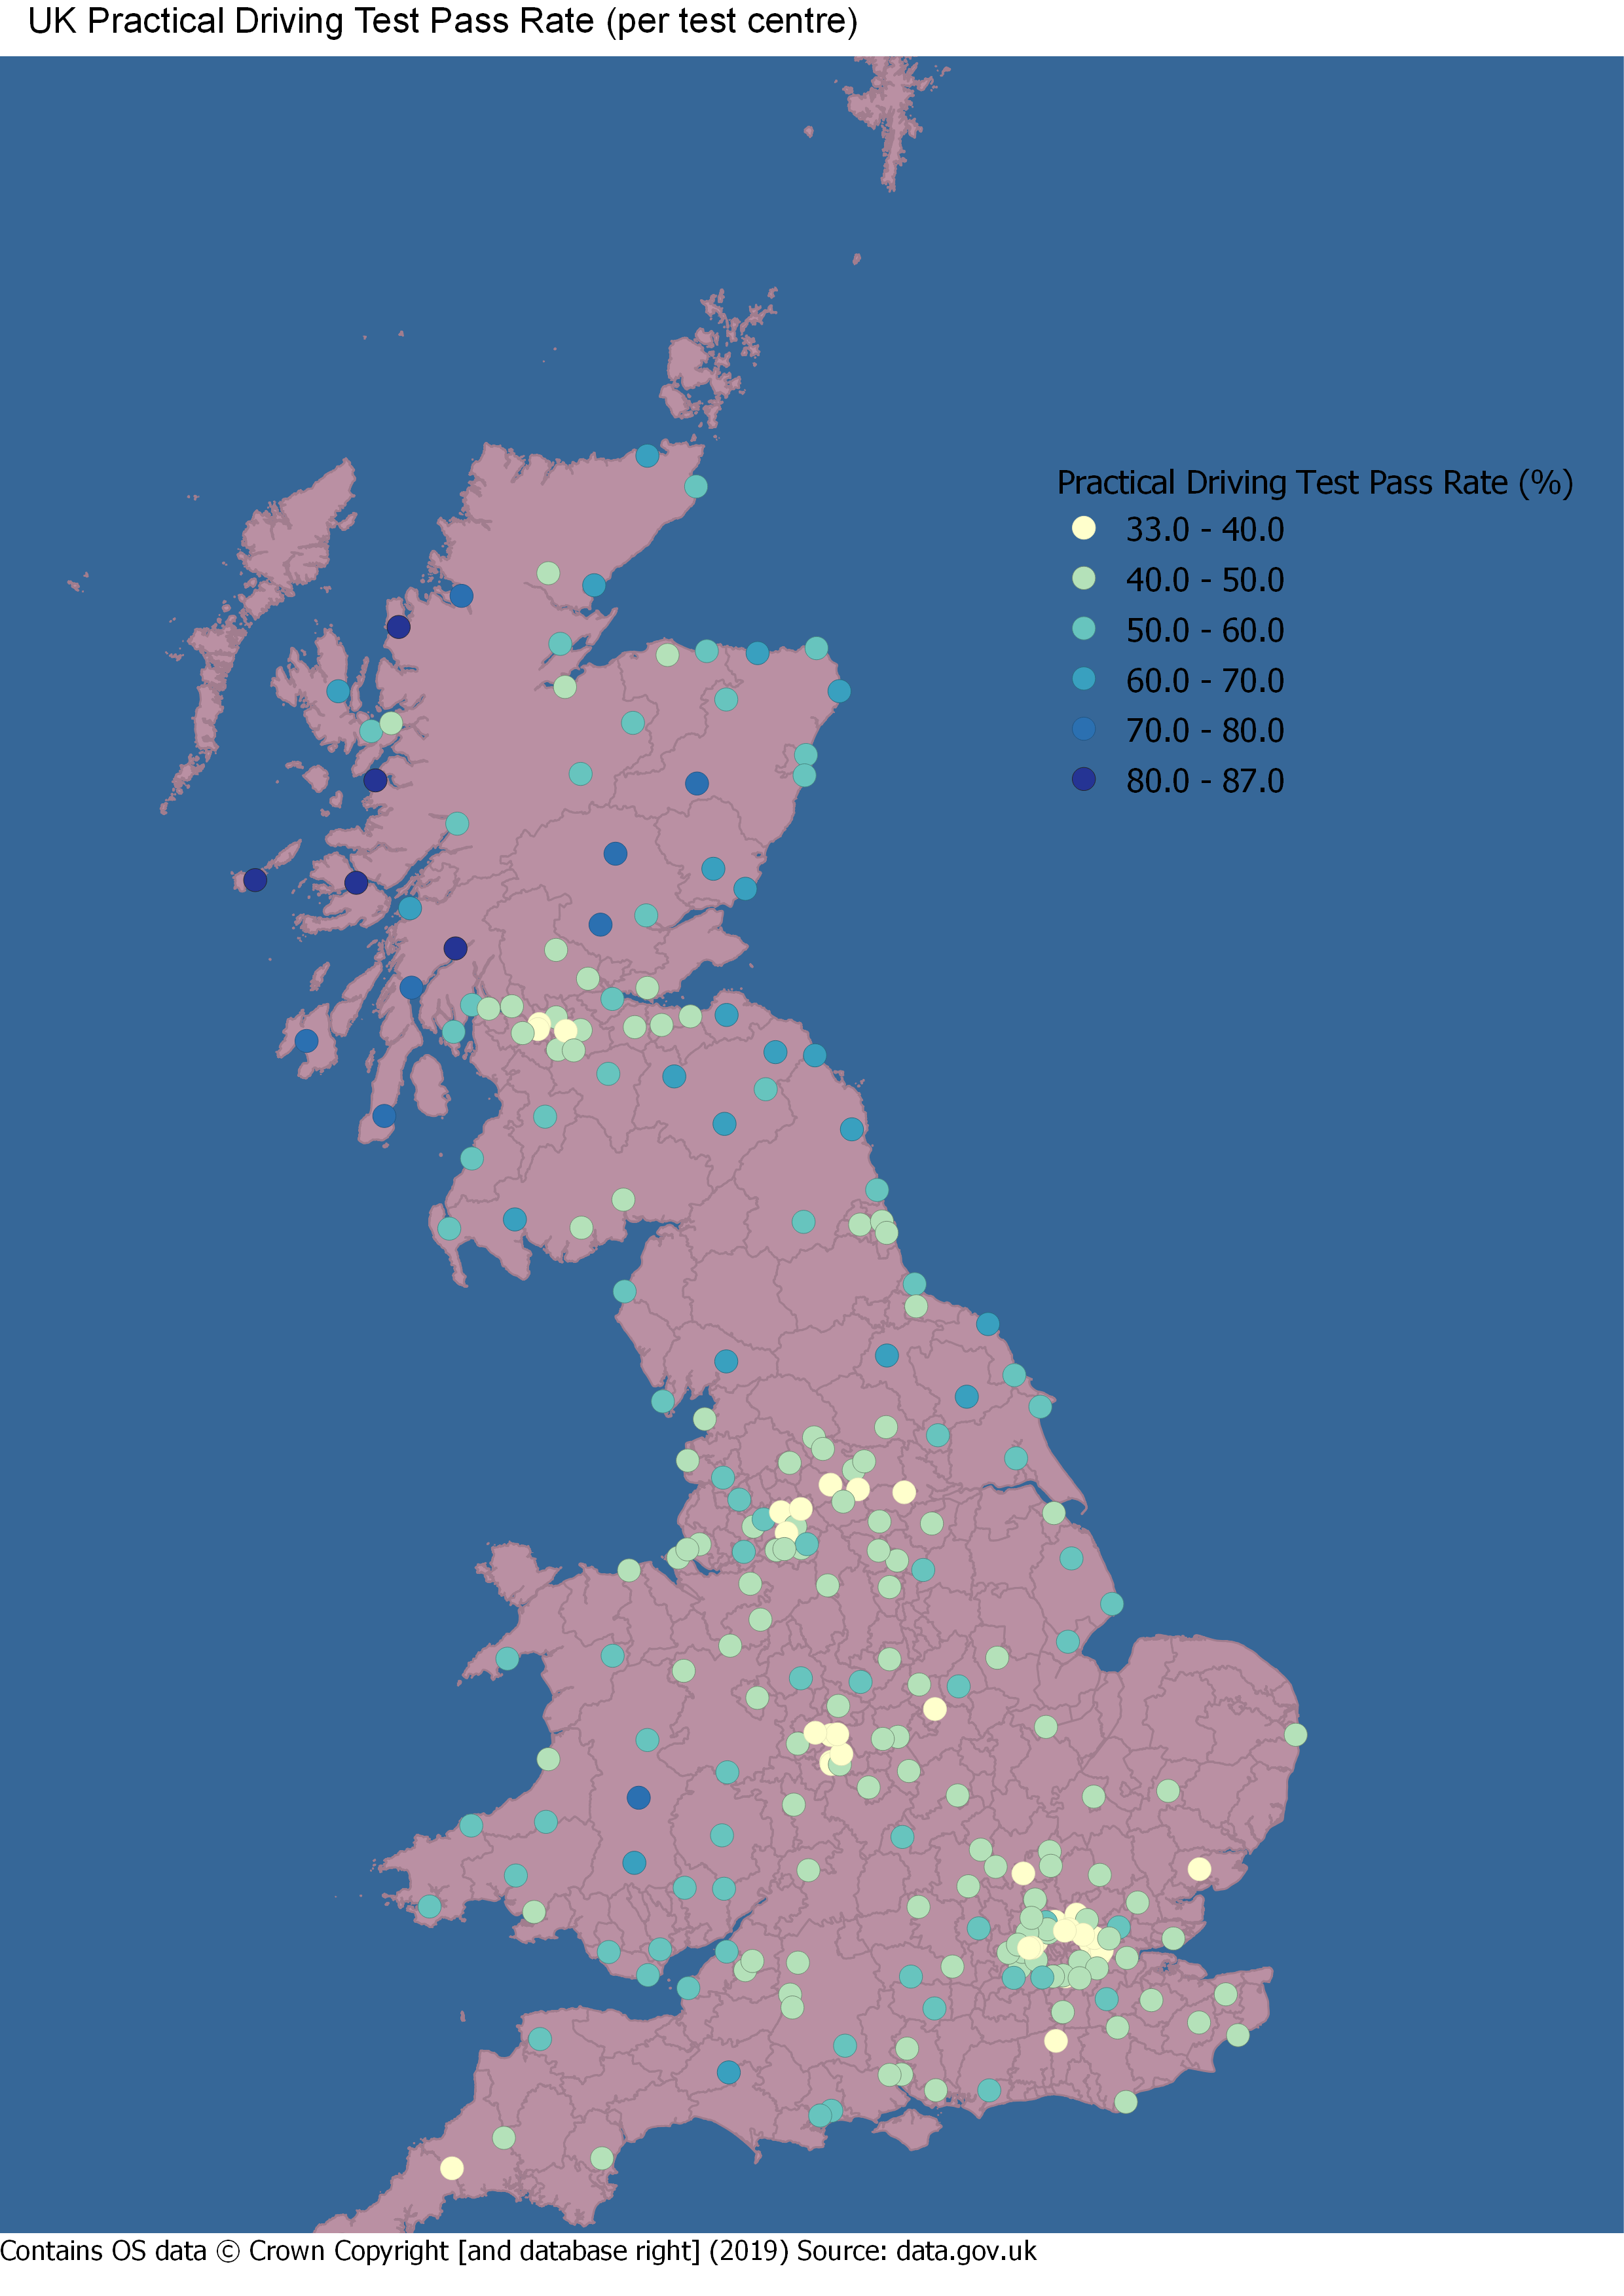 UK Practical Driving Test Pass Rate (per test centre)
Practical Driving Test Pass Rate (%)
33.0 - 40.0
40.0 - 50.0
50.0 - 60.0
60.0 - 70.0
70.0 - 80.0
80.0 - 87.0
Contains OS data © Crown Copyright [and database right] (2019) Source: data.gov.uk